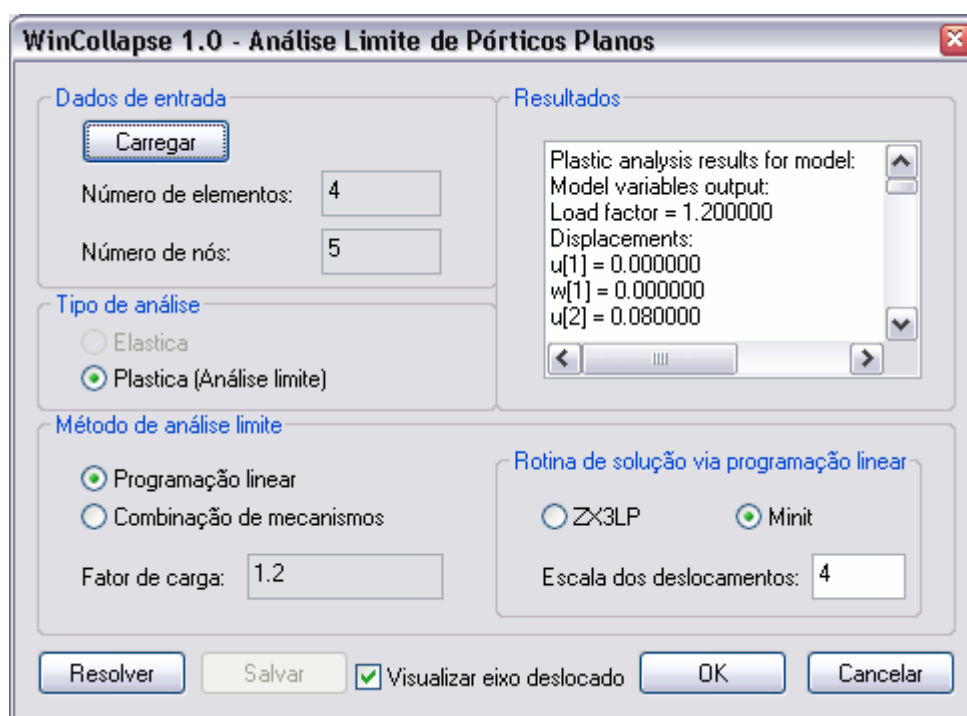 WinCollapse 1.0 - Análise Limite de Pórticos Planos
Dados de entrada
Carregar
Número de elementos: 4
Número de nós: 5
Tipo de análise
Elastica
Plastica (Análise limite)
Resultados
Plastic analysis results for model:
Model variables output:
Load factor = 1.200000
Displacements:
u[1] = 0.000000
w[1] = 0.000000
u[2] = 0.080000
Método de análise limite
Programação linear
Combinação de mecanismos
Fator de carga: 1.2
Rotina de solução via programação linear
ZX3LP Minit
Escala dos deslocamentos: 4
Resolver Salvar Visualizar eixo deslocado OK Cancelar